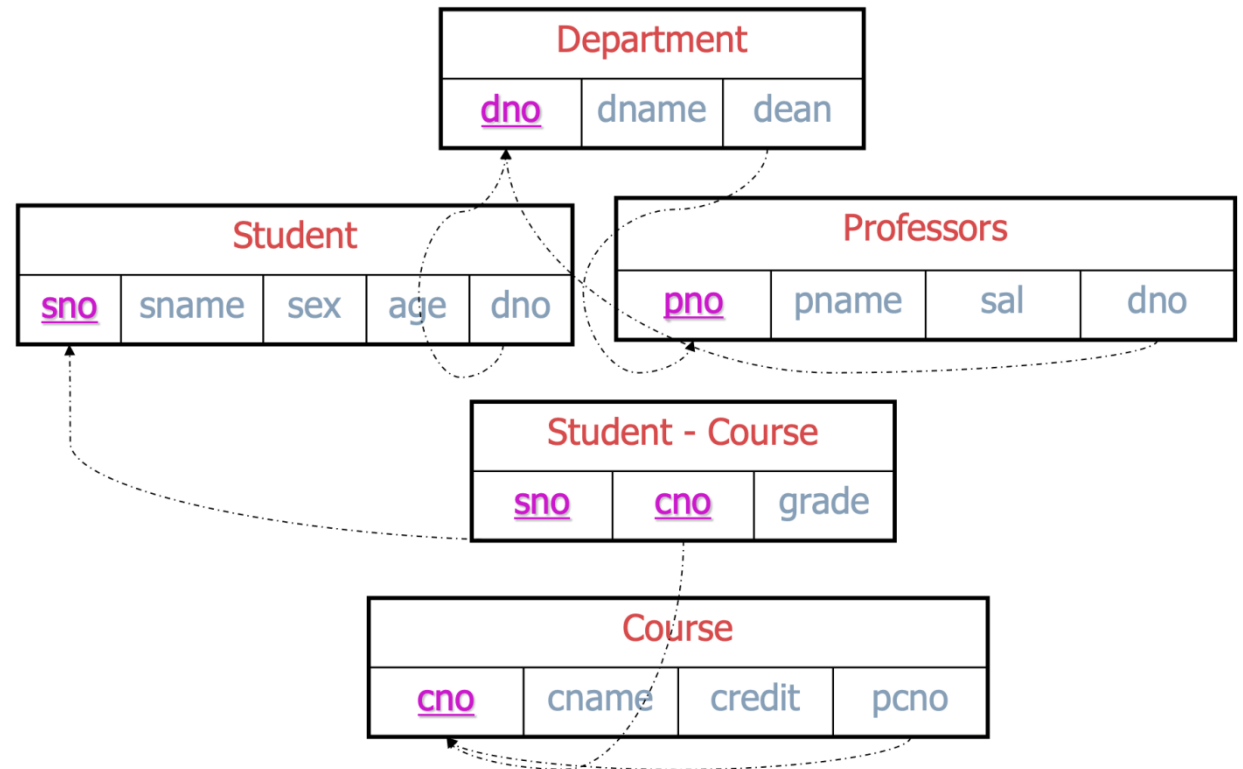 Department
dno dname dean
Student
sno sname sex age dno
Professors
pno pname sal dno
Student - Course
sno cno grade
Course
cno cname credit pcno